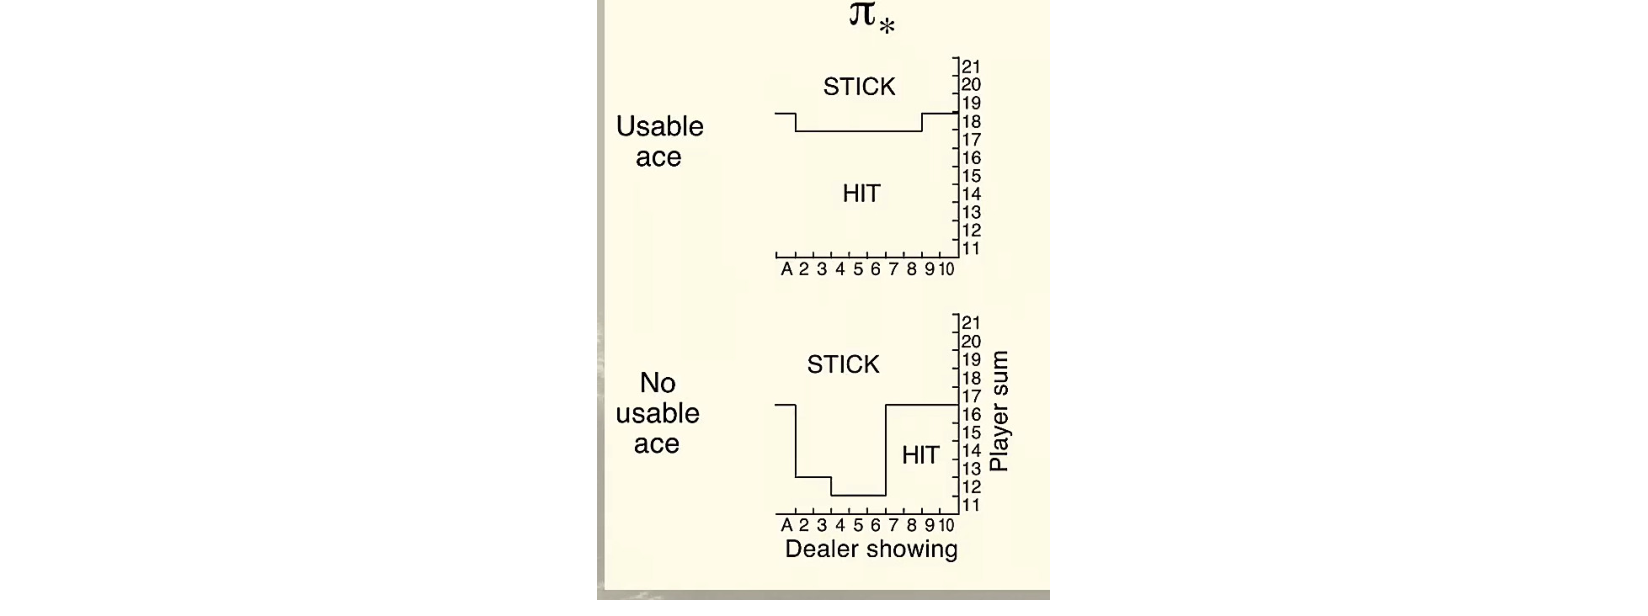 π*
STICK
Usable
ace
HIT
21
20
19
18
17
16
15
14
13
12
11
A 2 3 4 5 6 7 8 9 10
STICK
No
usable
ace
HIT
21
20
19
18
17
16
15
14
13
12
11
Player sum
A 2 3 4 5 6 7 8 9 10
Dealer showing